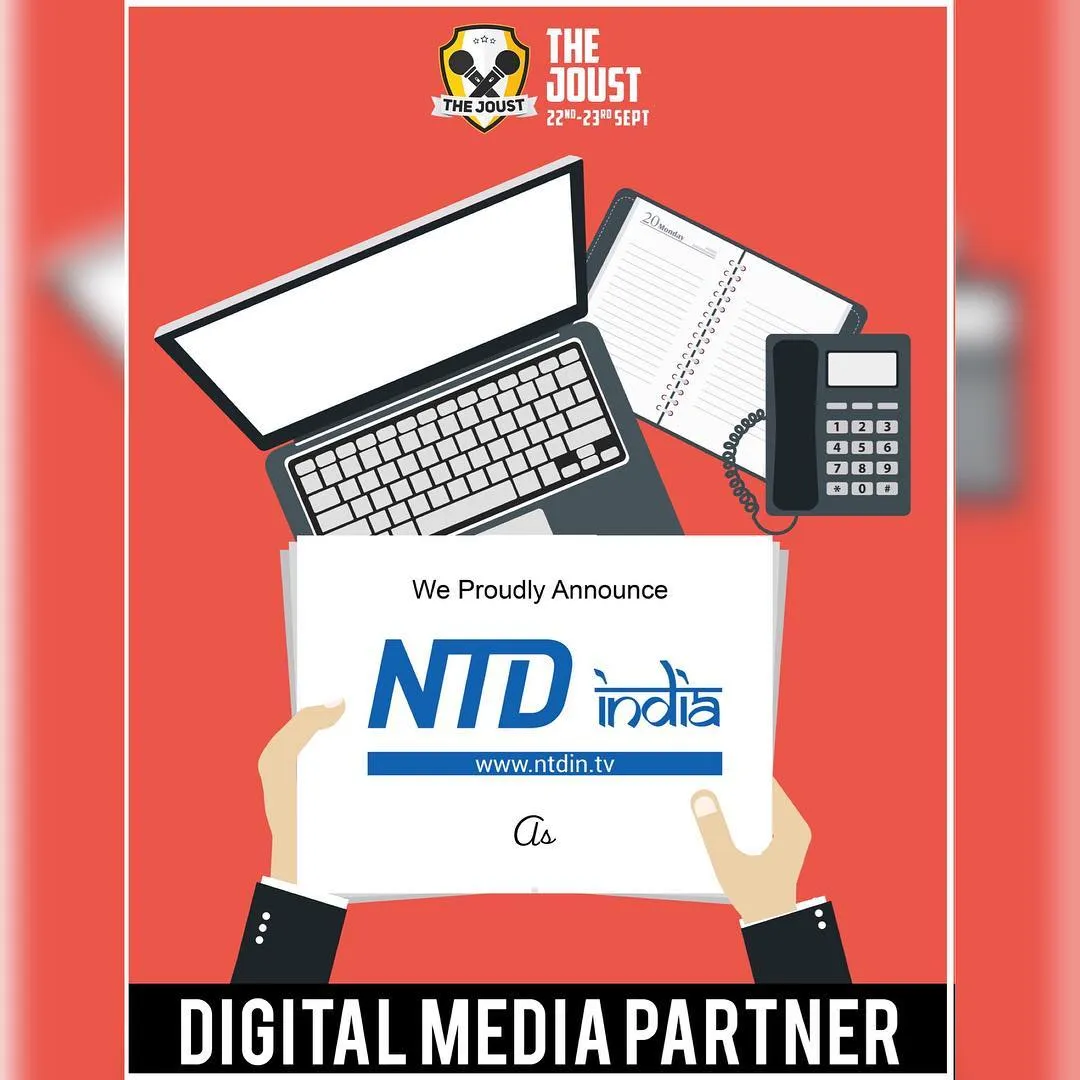 THE JOUST
THE
JOUST
22ND-23RD SEPT
20 Monday
1 2 3
4 5 6
7 8 9
* 0 #
We Proudly Announce
NTD india
www.ntdin.tv
As
DIGITAL MEDIA PARTNER